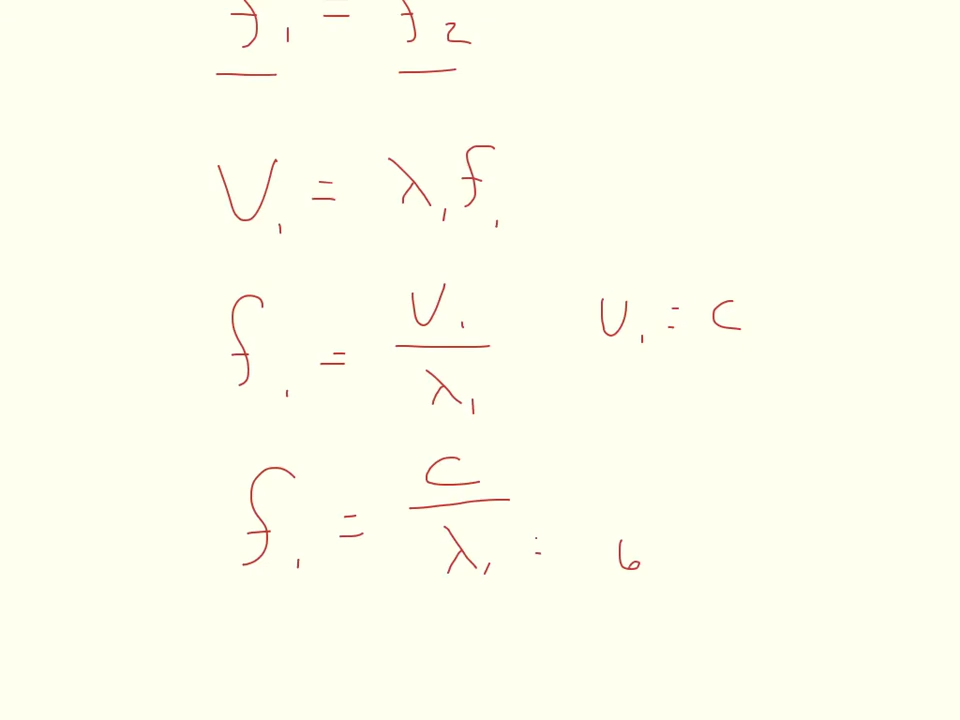 f₁ = f₂
V₁ = λ₁f₁
f₁ = V₁/λ₁ V₁ = c
f₁ = c/λ₁ = 6